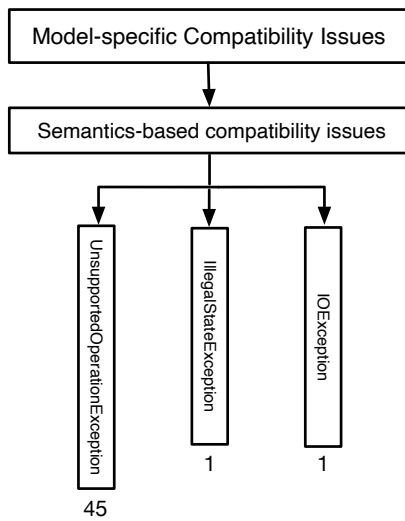 Model-specific Compatibility Issues
Semantics-based compatibility issues
UnsupportedOperationException
IllegalStateException
IOException
45
1
1